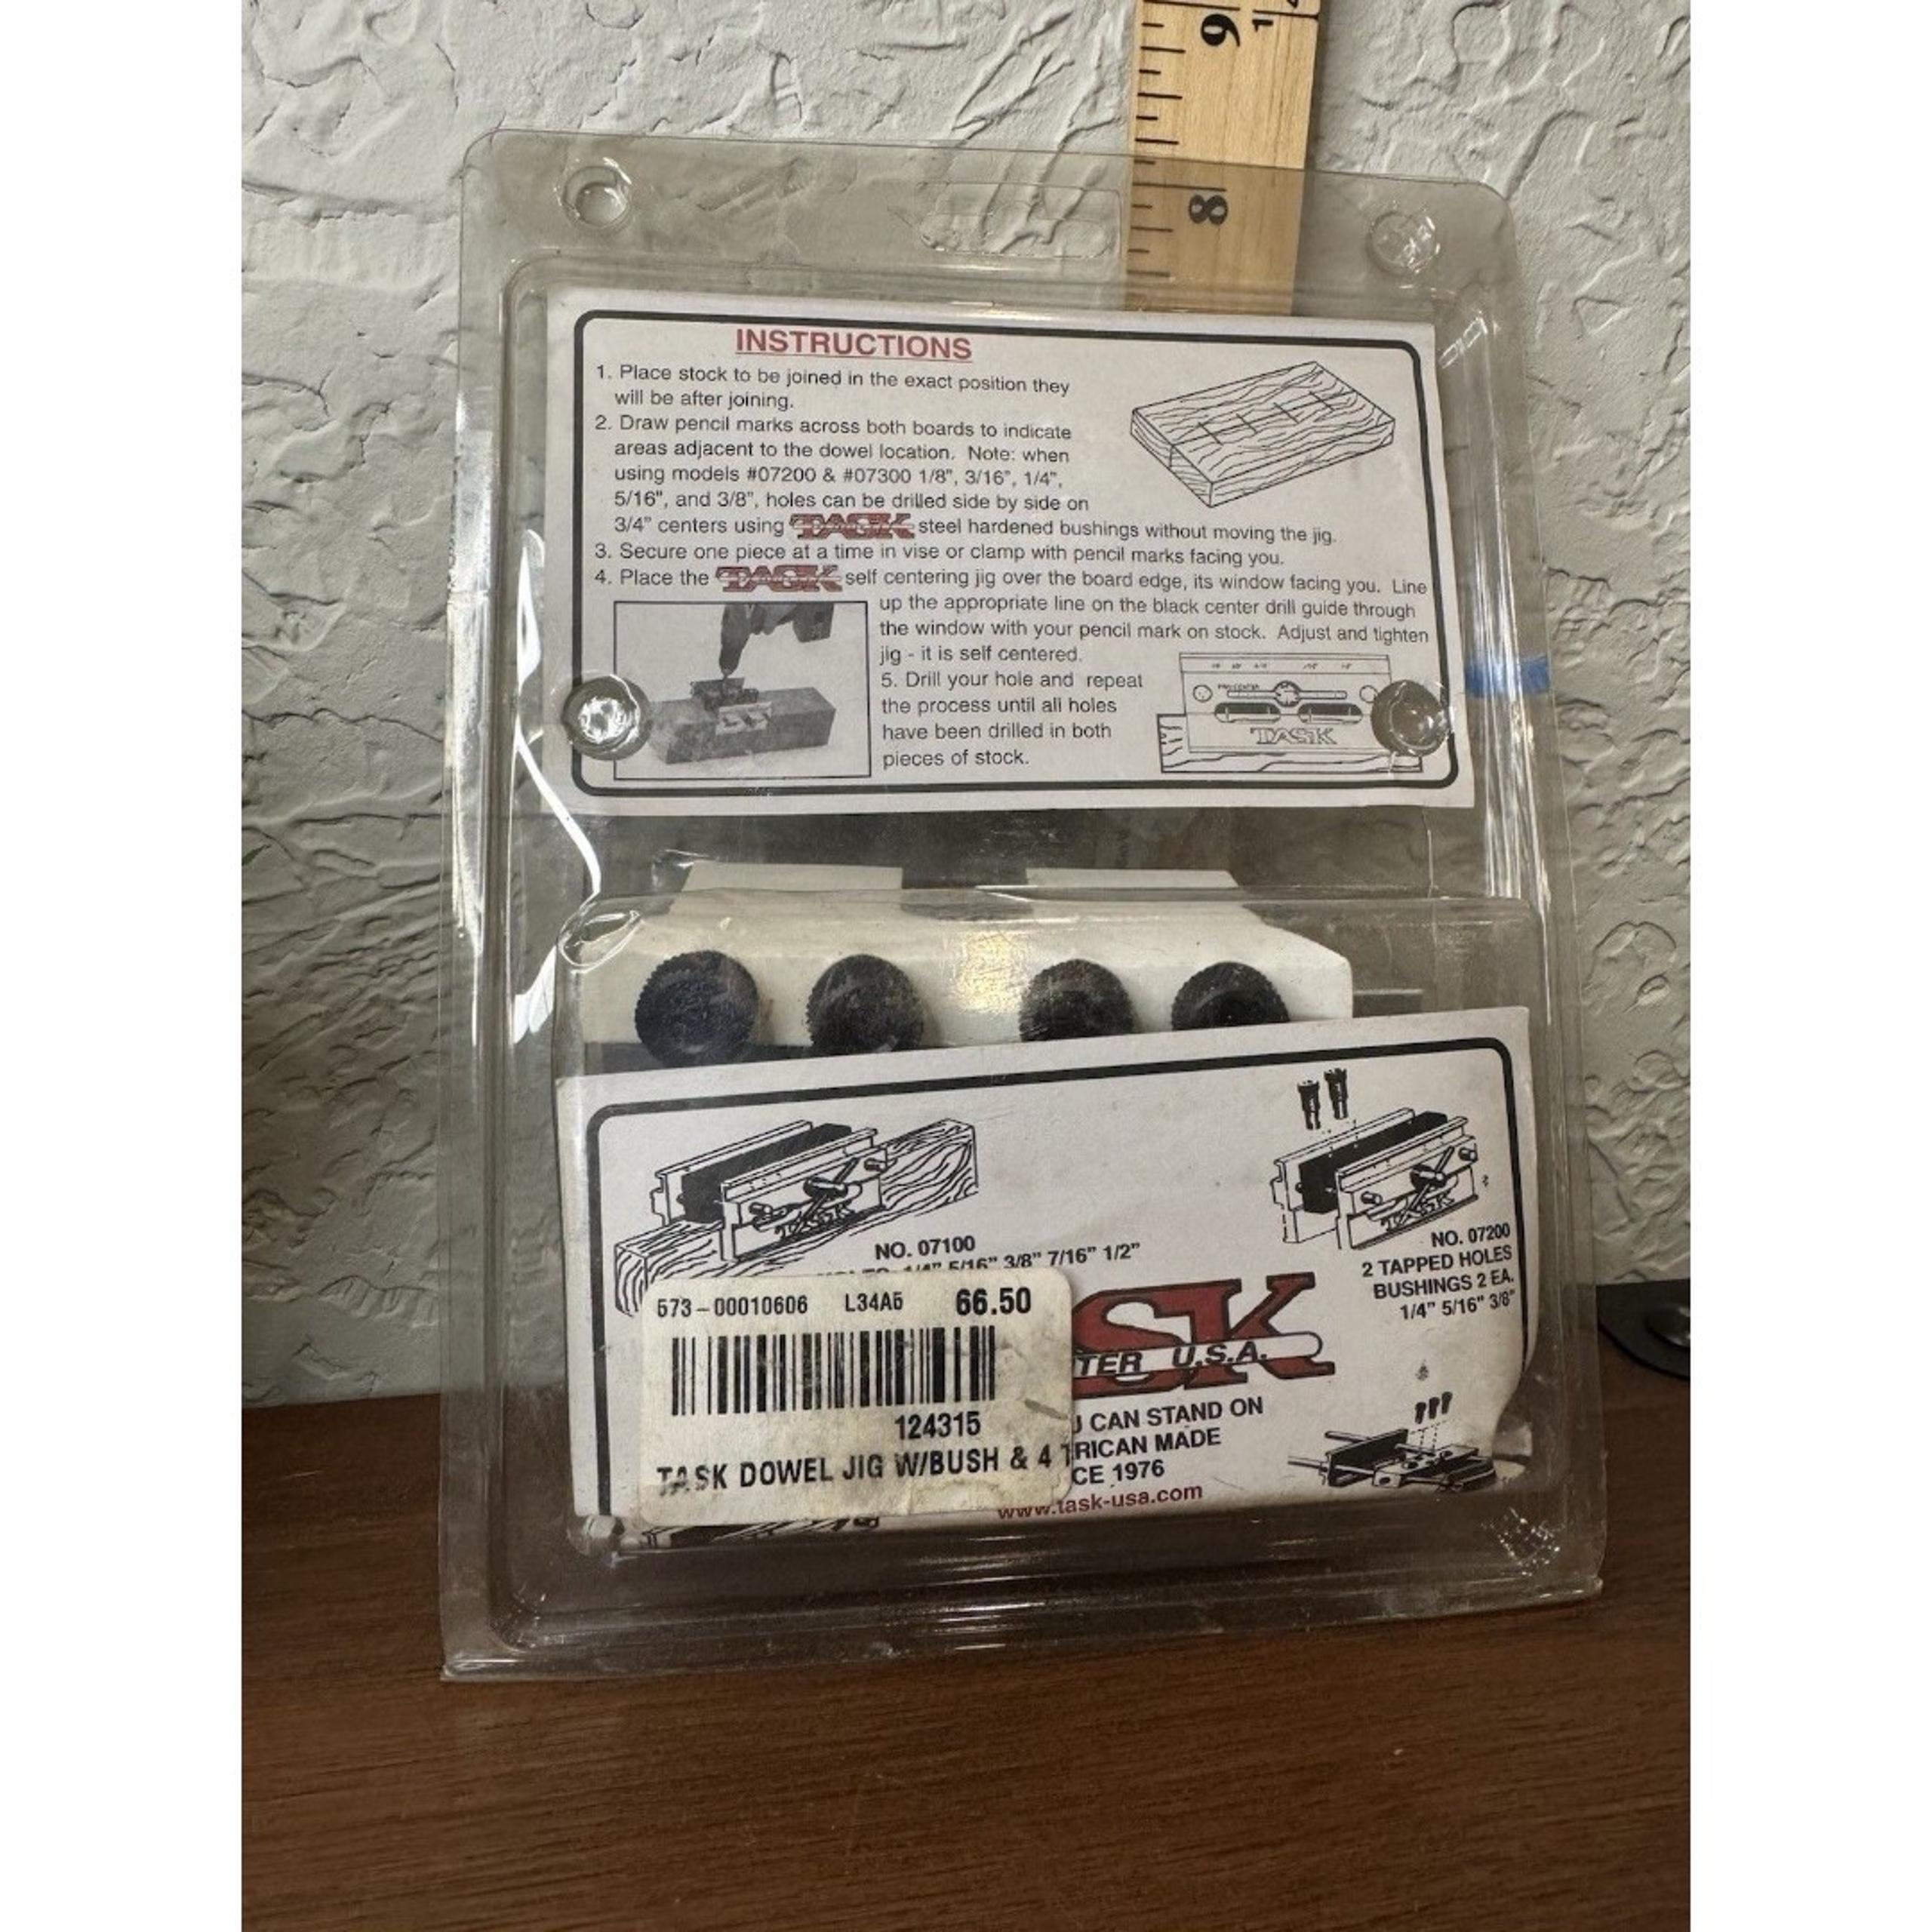 9
1
8
INSTRUCTIONS
1. Place stock to be joined in the exact position they
will be after joining.
2. Draw pencil marks across both boards to indicate
areas adjacent to the dowel location. Note: when
using models #07200 & #07300 1/8", 3/16", 1/4",
5/16", and 3/8", holes can be drilled side by side on
3/4" centers using TASK steel hardened bushings without moving the jig.
3. Secure one piece at a time in vise or clamp with pencil marks facing you.
4. Place the TASK self centering jig over the board edge, its window facing you. Line
up the appropriate line on the black center drill guide through
the window with your pencil mark on stock. Adjust and tighten
jig - it is self centered.
5. Drill your hole and repeat
the process until all holes
have been drilled in both
pieces of stock.
TASK
TASK
TASK
NO. 07100
1/4" 5/16" 3/8" 7/16" 1/2"
NO. 07200
2 TAPPED HOLES
BUSHINGS 2 EA.
1/4" 5/16" 3/8"
573-00010606 L34A5 66.50
124315
TASK DOWEL JIG W/BUSH & 4
SK
TER U.S.A.
CAN STAND ON
RICAN MADE
CE 1976
www.task-usa.com